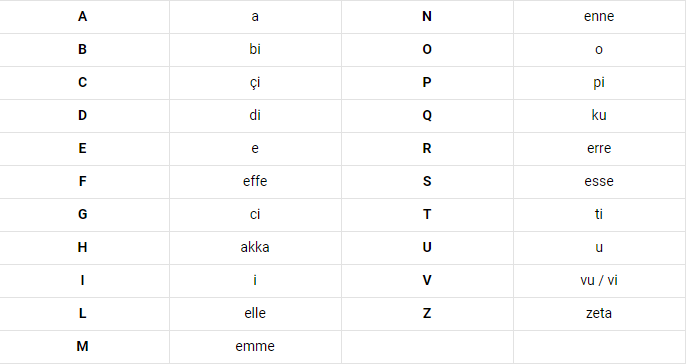 A a N enne
B bi O o
C çi P pi
D di Q ku
E e R erre
F effe S esse
G ci T ti
H akka U u
I i V vu / vi
L elle Z zeta
M emme